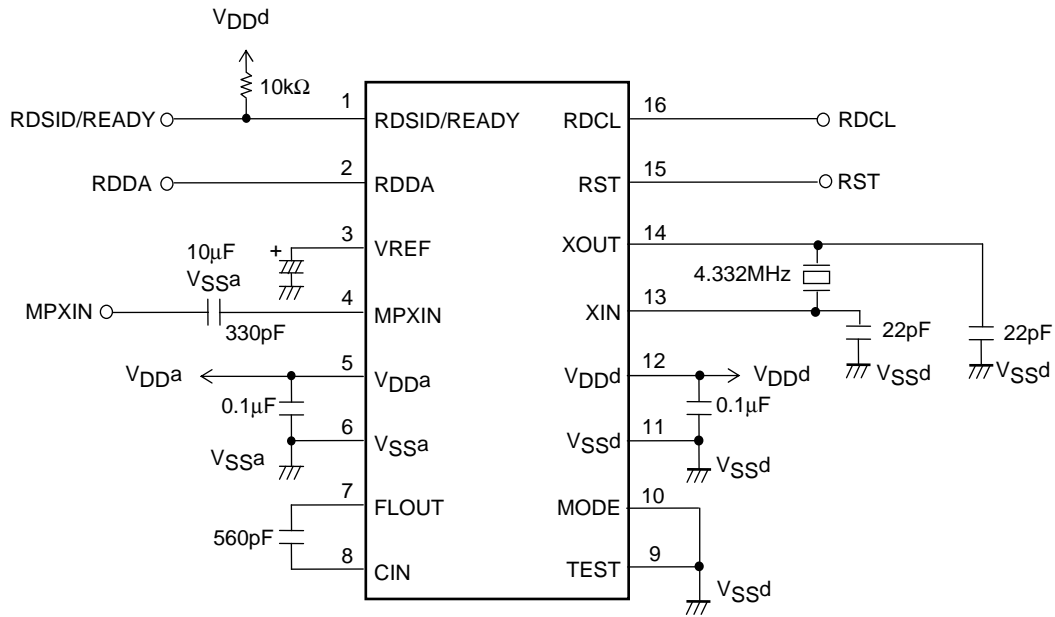 VDDd
10kΩ
1
16
RDSID/READY
RDSID/READY
RDCL
RDCL
2
15
RDDA
RDDA
RST
RST
3
14
10μF
+
VREF
XOUT
VSSa
4.332MHz
4
13
MPXIN
330pF
MPXIN
XIN
22pF
22pF
VSSd
VSSd
5
12
VDDa
VDDa
VDDd
VDDd
0.1μF
0.1μF
6
11
VSSa
VSSa
VSSd
VSSd
7
10
FLOUT
MODE
560pF
8
9
CIN
TEST
VSSd